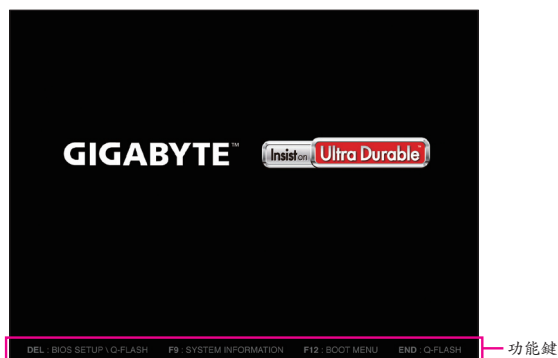 GIGABYTE™
Insist on Ultra Durable™
DEL : BIOS SETUP \ Q-FLASH F9 : SYSTEM INFORMATION F12 : BOOT MENU END : Q-FLASH
功能鍵